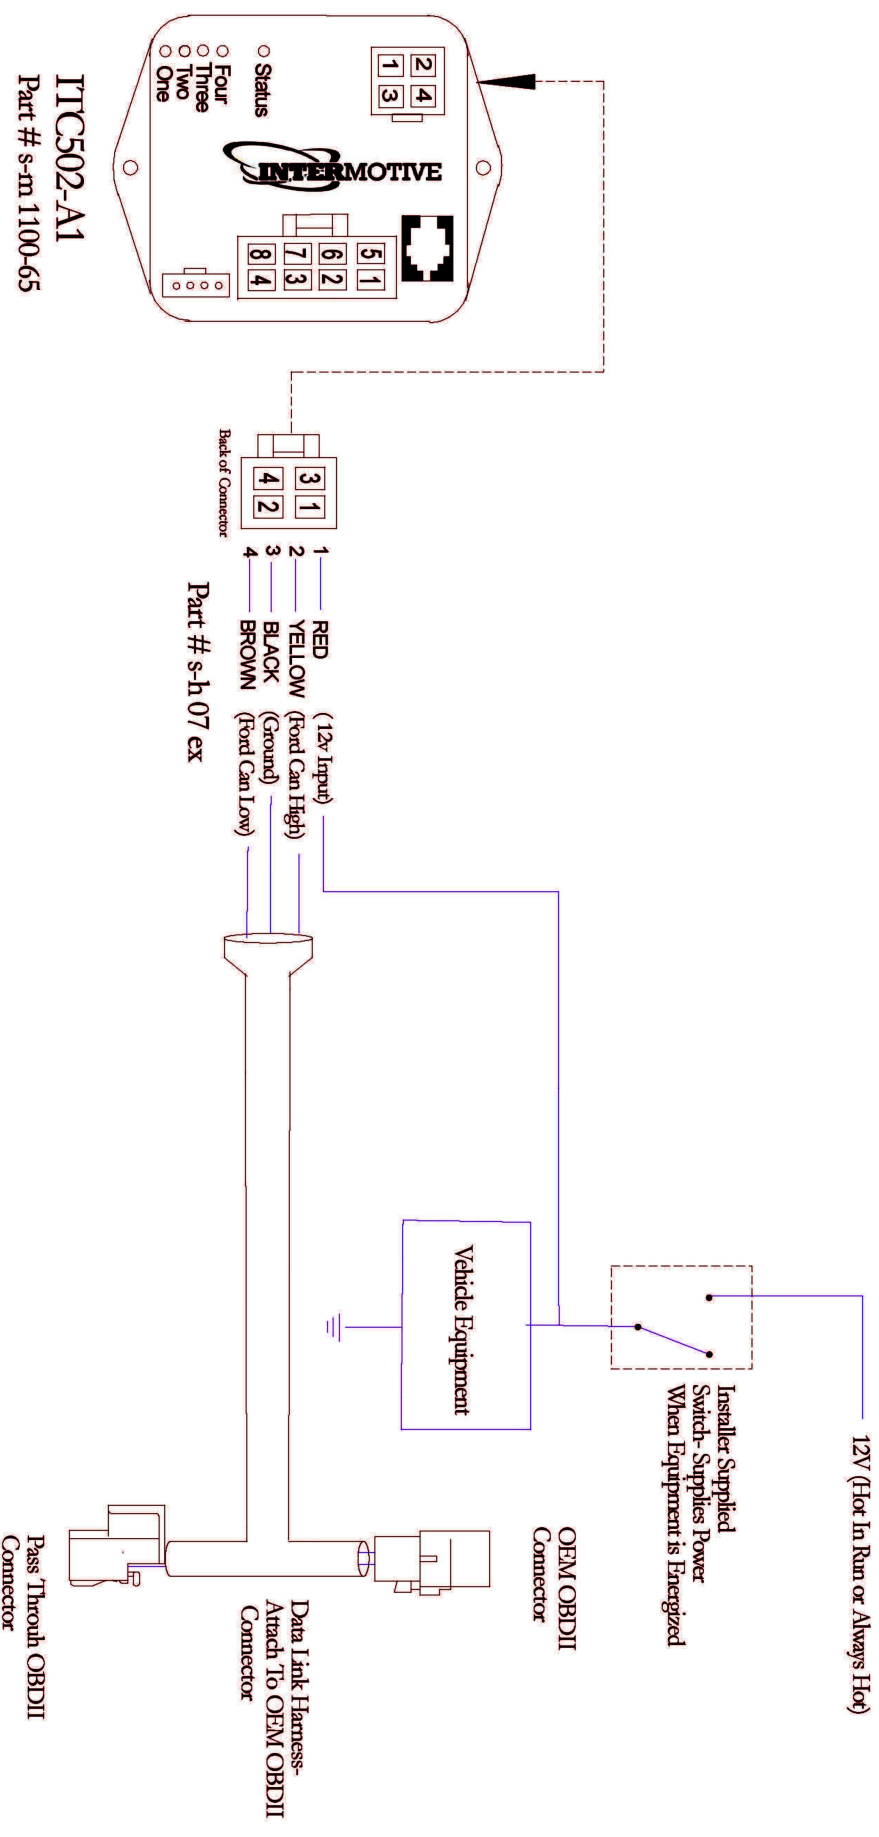 ITC502-A1
Part # s-m 1100-65
Status
Four
Three
Two
One
2 4
1 3
INTERMOTIVE
5 1
6 2
7 3
8 4
3 1
4 2
Back of Connector
1 RED (12v Input)
2 YELLOW (Ford Can High)
3 BLACK (Ground)
4 BROWN (Ford Can Low)
Part # s-h 07 ex
12V (Hot In Run or Always Hot)
Installer Supplied
Switch- Supplies Power
When Equipment is Energized
Vehicle Equipment
OEM OBDII
Connector
Data Link Harness-
Attach To OEM OBDII
Connector
Pass Throuh OBDII
Connector